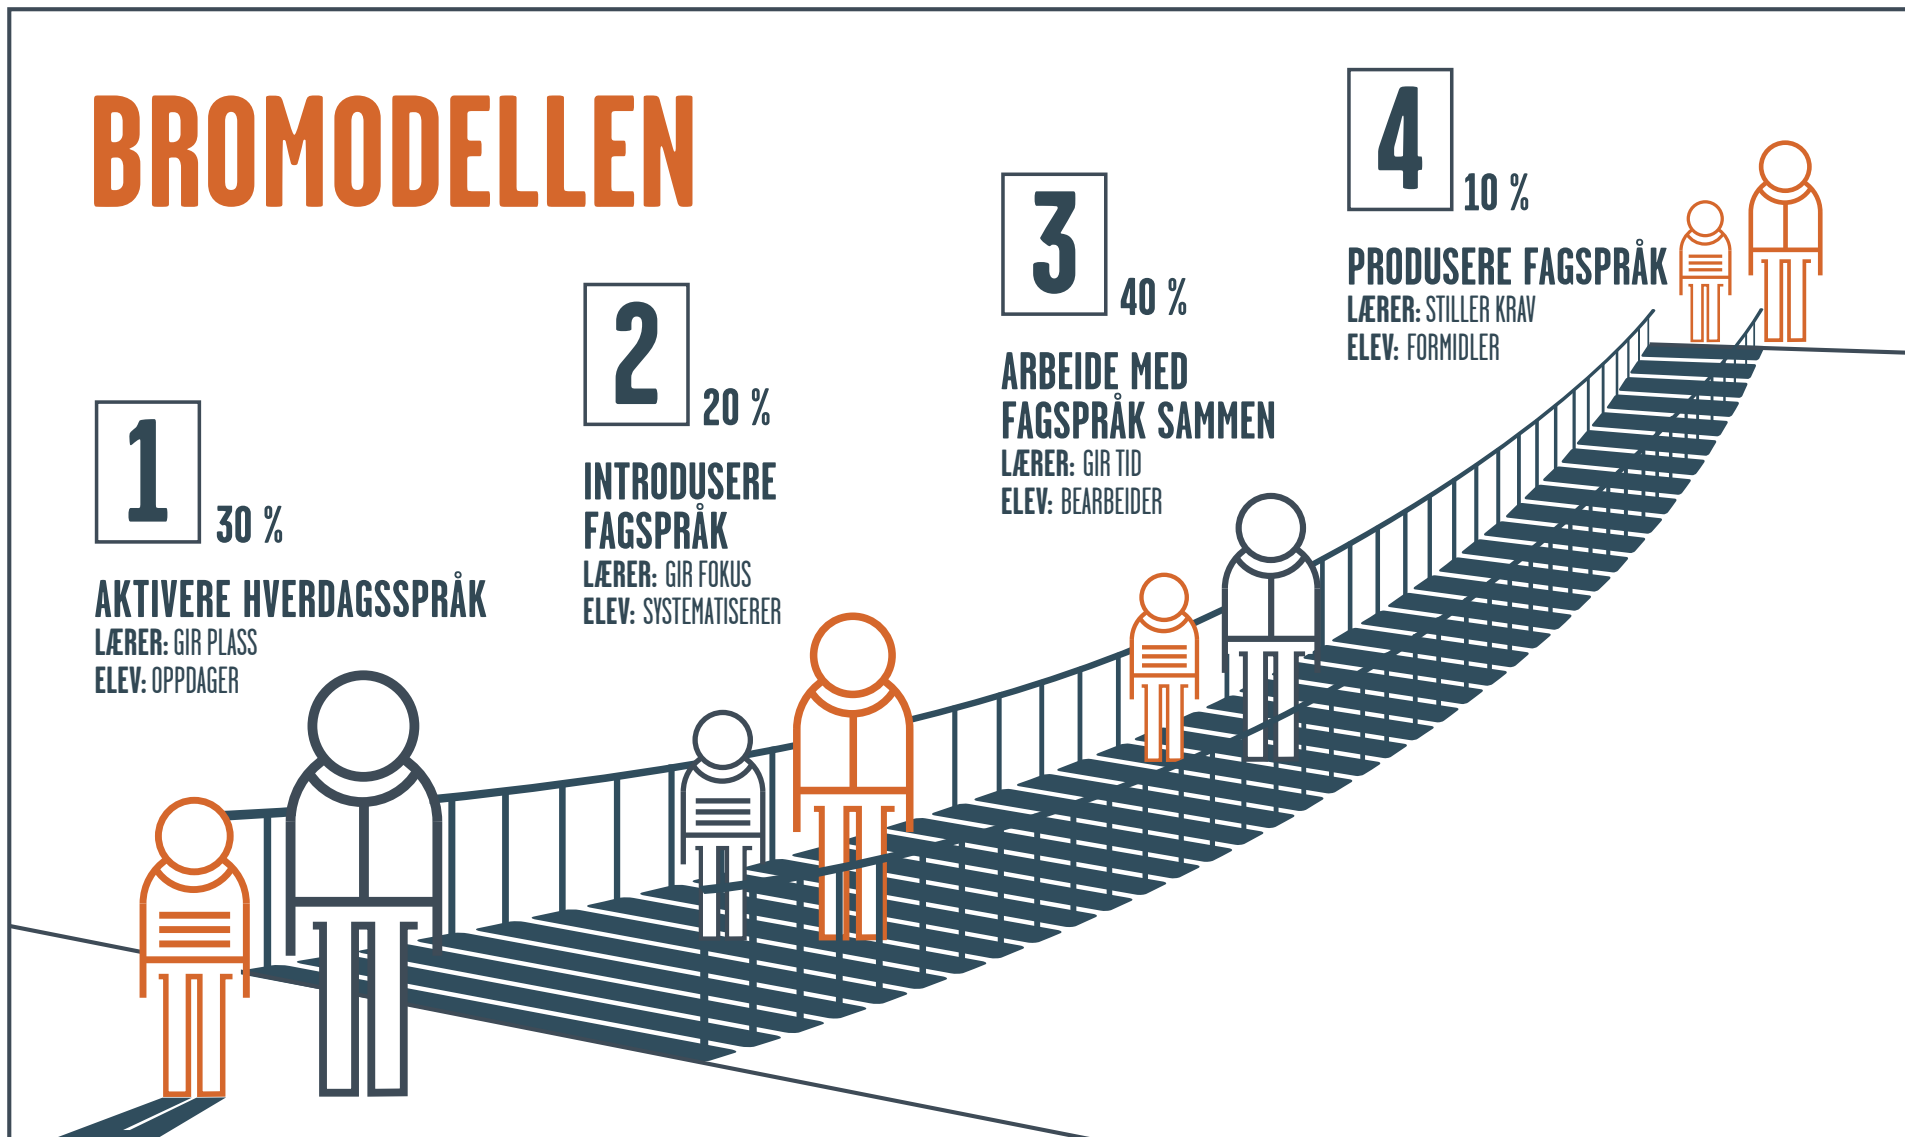 BROMODELLEN
1
30 %
AKTIVERE HVERDAGSSPRÅK
LÆRER: GIR PLASS
ELEV: OPPDAGER
2
20 %
INTRODUSERE
FAGSPRÅK
LÆRER: GIR FOKUS
ELEV: SYSTEMATISERER
3
40 %
ARBEIDE MED
FAGSPRÅK SAMMEN
LÆRER: GIR TID
ELEV: BEARBEIDER
4
10 %
PRODUSERE FAGSPRÅK
LÆRER: STILLER KRAV
ELEV: FORMIDLER